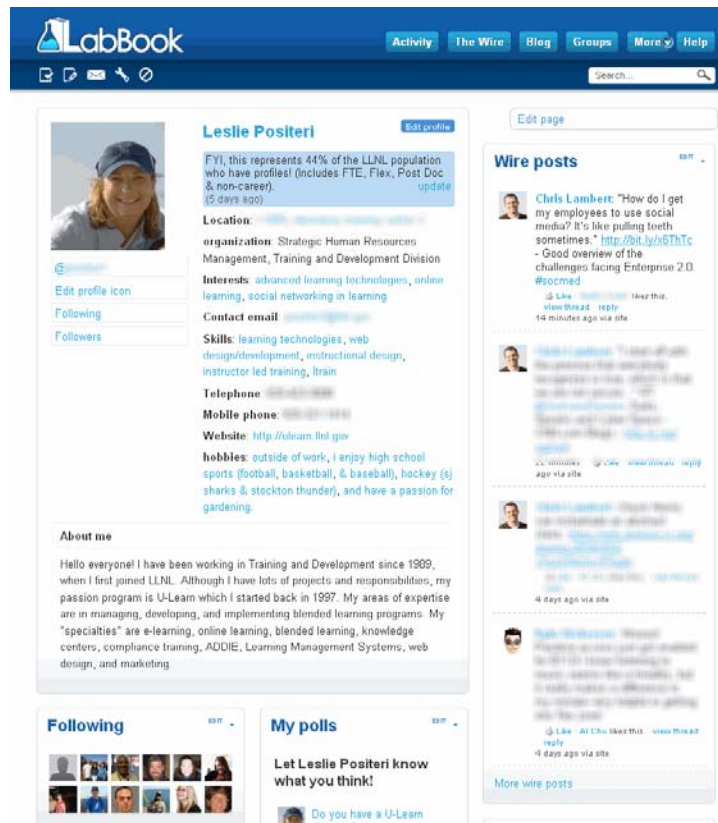 LabBook
Activity The Wire Blog Groups More Help
Search...
Leslie Positeri
Edit profile
FYI, this represents 44% of the LLNL population
who have profiles! (Includes FTE, Flex, Post Doc
& non-career). update
(5 days ago)
Location:
organization: Strategic Human Resources
Management, Training and Development Division
Interests: advanced learning technologies, online
learning, social networking in learning
Contact email:
Skills: learning technologies, web
design/development, instructional design,
instructor led training, ltrain
Telephone:
Mobile phone:
Website: http://ulearn.llnl.gov
hobbies: outside of work, i enjoy high school
sports (football, basketball, & baseball), hockey (sj
sharks & stockton thunder), and have a passion for
gardening.
@
Edit profile icon
Following
Followers
About me
Hello everyone! I have been working in Training and Development since 1989,
when I first joined LLNL. Although I have lots of projects and responsibilities, my
passion program is U-Learn which I started back in 1997. My areas of expertise
are in managing, developing, and implementing blended learning programs. My
"specialties" are e-learning, online learning, blended learning, knowledge
centers, compliance training, ADDIE, Learning Management Systems, web
design, and marketing.
Following
EDIT -
My polls
EDIT -
Let Leslie Positeri know
what you think!
Do you have a U-Learn
Edit page
Wire posts
EDIT -
Chris Lambert: "How do I get
my employees to use social
media? It's like pulling teeth
sometimes." http://bit.ly/x6ThTc
- Good overview of the
challenges facing Enterprise 2.0.
#socmed
Like · likes this.
view thread · reply
14 minutes ago via site
22 minutes Like view thread reply
ago via site
4 days ago via site
Like · Al Chu likes this. view thread
reply
4 days ago via site
More wire posts